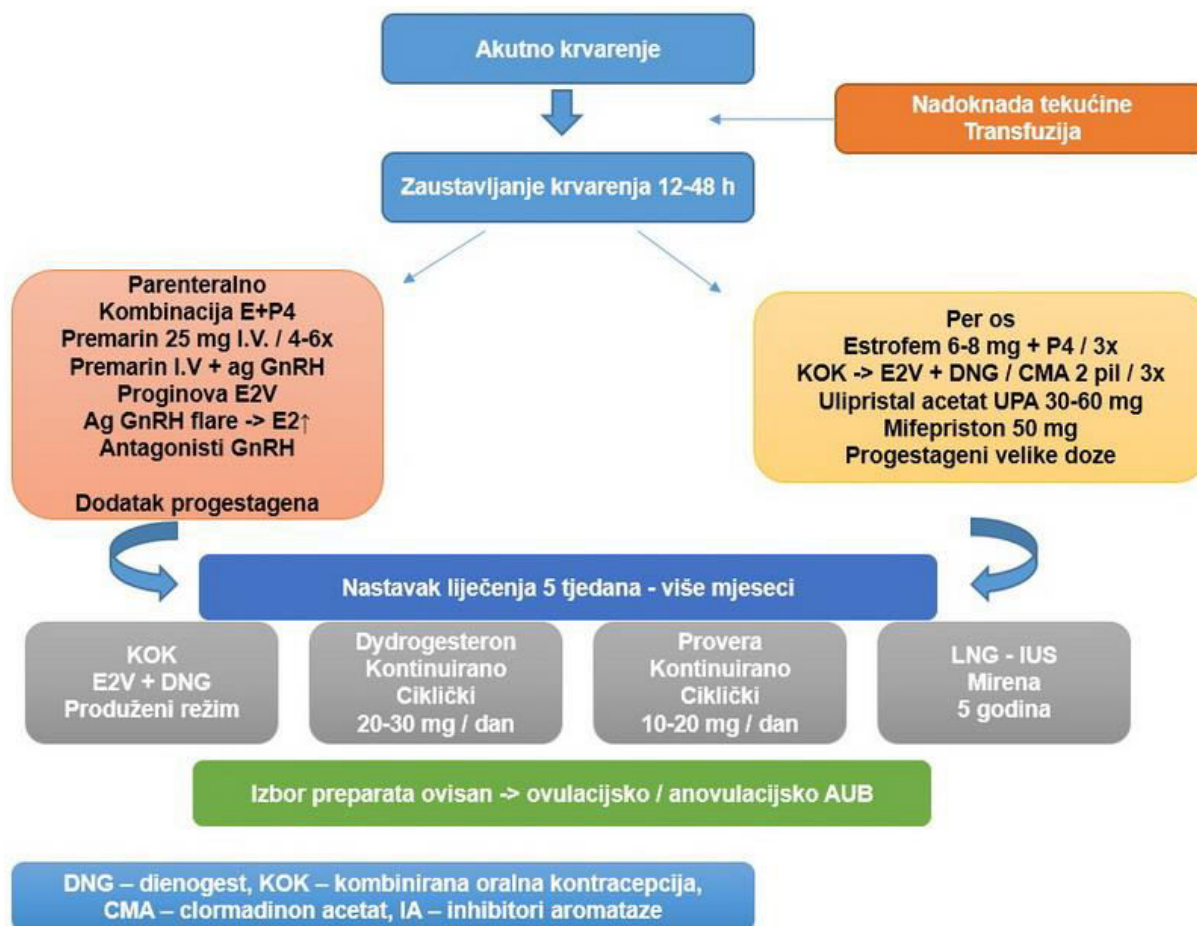 Akutno krvarenje
Nadoknada tekućine
Transfuzija
Zaustavljanje krvarenja 12-48 h
Parenteralno
Kombinacija E+P4
Premarin 25 mg I.V. / 4-6x
Premarin I.V + ag GnRH
Proginova E2V
Ag GnRH flare -> E2↑
Antagonisti GnRH
Dodatak progestagena
Per os
Estrofem 6-8 mg + P4 / 3x
KOK -> E2V + DNG / CMA 2 pil / 3x
Ulipristal acetat UPA 30-60 mg
Mifepriston 50 mg
Progestageni velike doze
Nastavak liječenja 5 tjedana - više mjeseci
KOK
E2V + DNG
Produženi režim
Dydrogesteron
Kontinuirano
Ciklički
20-30 mg / dan
Provera
Kontinuirano
Ciklički
10-20 mg / dan
LNG - IUS
Mirena
5 godina
Izbor preparata ovisan -> ovulacijsko / anovulacijsko AUB
DNG – dienogest, KOK – kombinirana oralna kontracepcija,
CMA – clormadinon acetat, IA – inhibitori aromataze